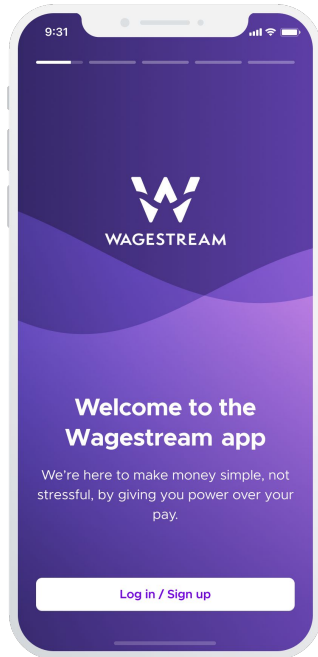 9:31
WAGESTREAM
Welcome to the
Wagestream app
We're here to make money simple, not
stressful, by giving you power over your
pay.
Log in / Sign up